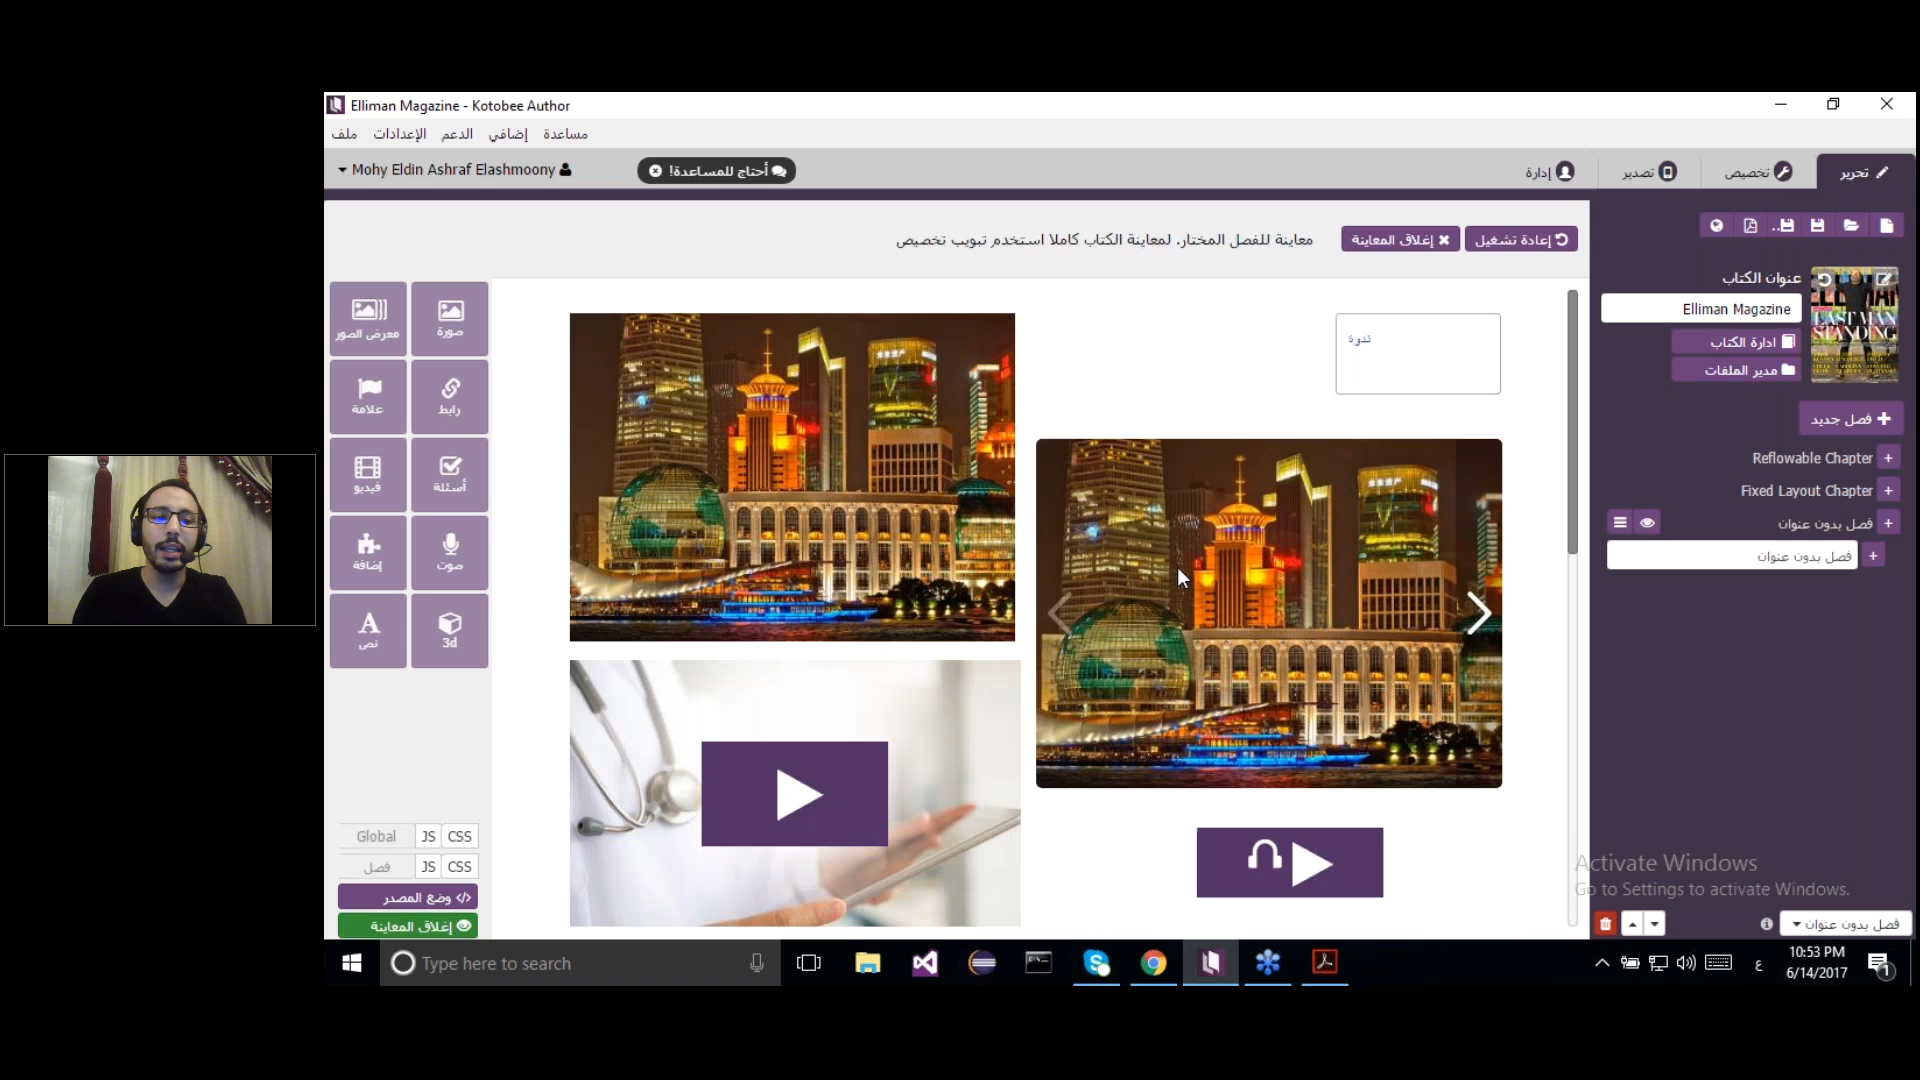 Elliman Magazine - Kotobee Author
ملف الإعدادات الدعم إضافي مساعدة
Mohy Eldin Ashraf Elashmoony
أحتاج للمساعدة!
إدارة
تصدير
تخصيص
تحرير
معاينة للفصل المختار. لمعاينة الكتاب كاملا استخدم تبويب تخصيص
إغلاق المعاينة
إعادة تشغيل
معرض الصور
صورة
علامة
رابط
فيديو
أسئلة
إضافة
صوت
نص
3d
Global JS CSS
فصل JS CSS
وضع المصدر
إغلاق المعاينة
ندوة
عنوان الكتاب
Elliman Magazine
ادارة الكتاب
مدير الملفات
LAST MAN
STANDING
فصل جديد
Reflowable Chapter
Fixed Layout Chapter
فصل بدون عنوان
فصل بدون عنوان
Activate Windows
Go to Settings to activate Windows.
فصل بدون عنوان
Type here to search
ع
10:53 PM
6/14/2017
1